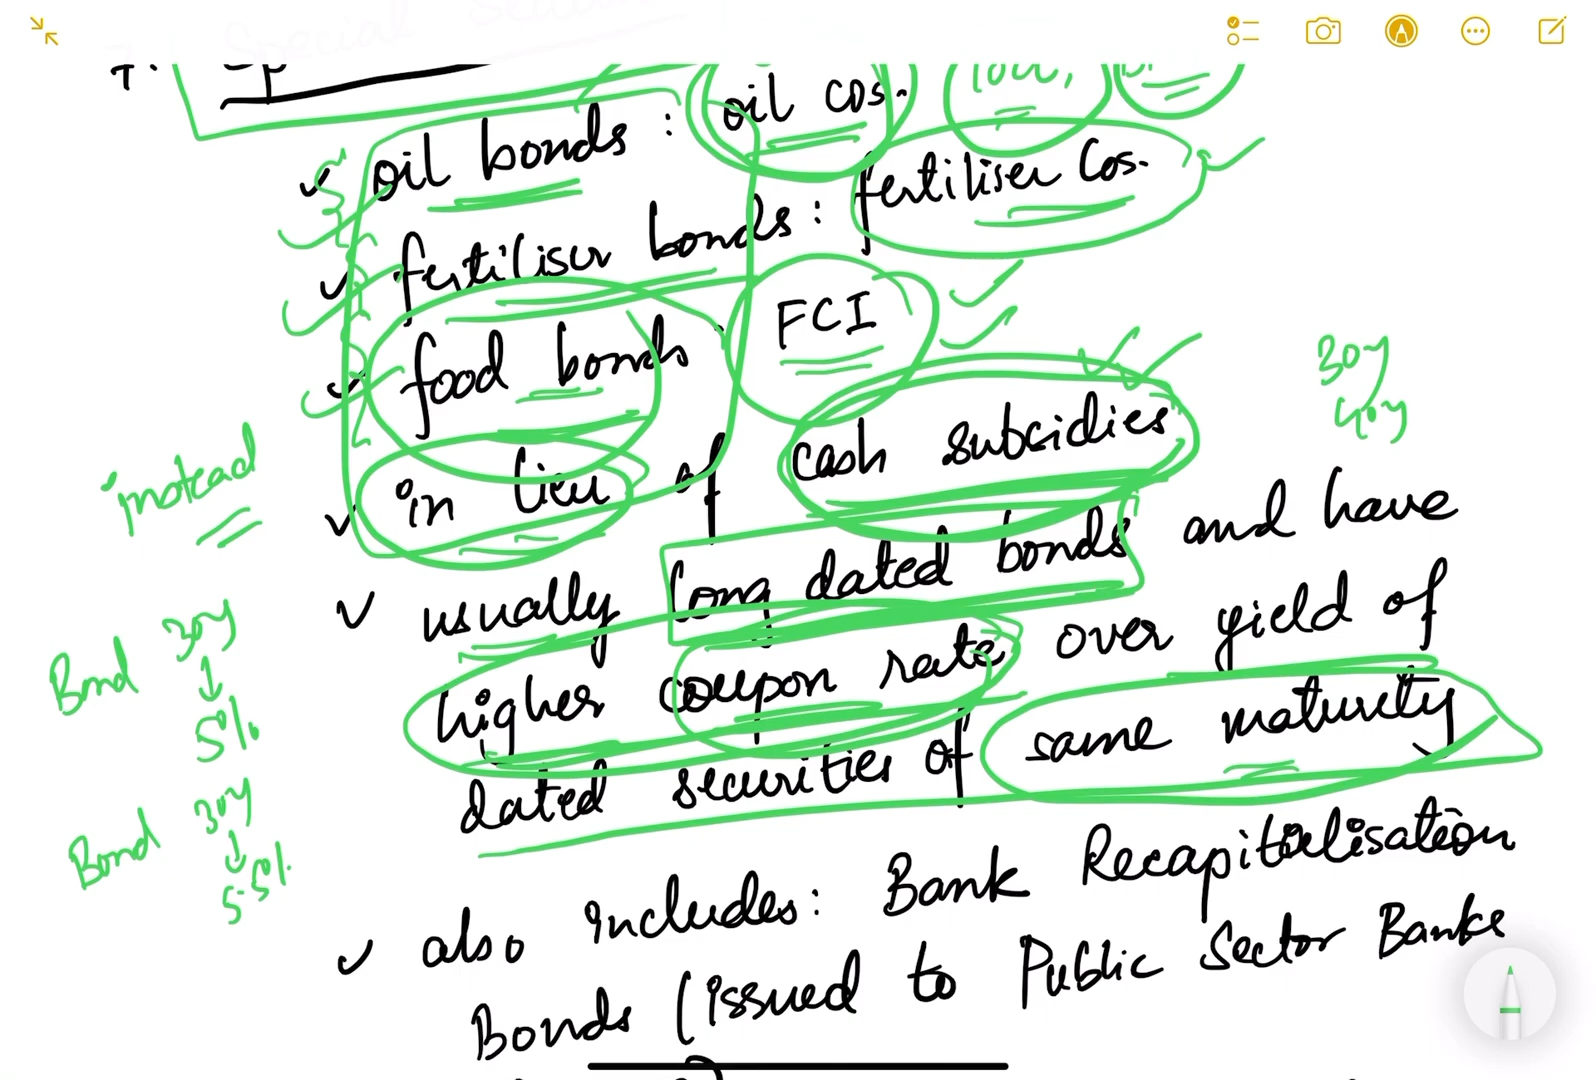 Special
7.
oil bonds : oil cos.
fertiliser bonds : fertiliser Cos.
food bonds : FCI
30y
40y
instead
in lieu of cash subsidies
usually long dated bonds and have
higher coupon rate over yield of
dated securities of same maturity
Bond 30y
5%
Bond 30y
5.5%
also includes: Bank Recapitalisation
Bonds (issued to Public Sector Banks